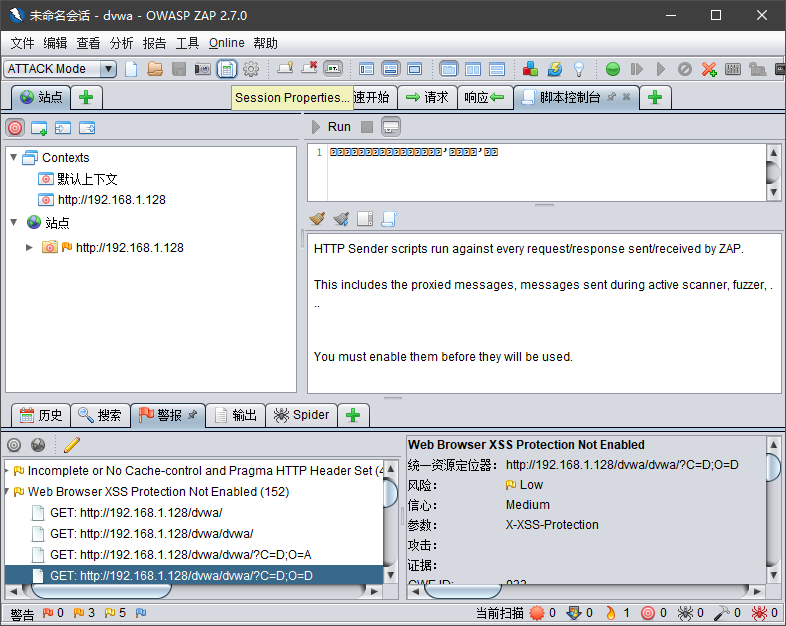 未命名会话 - dvwa - OWASP ZAP 2.7.0
文件 编辑 查看 分析 报告 工具 Online 帮助
ATTACK Mode
站点
Session Properties...
速开始
请求
响应
脚本控制台
Run
1
Contexts
默认上下文
http://192.168.1.128
站点
http://192.168.1.128
HTTP Sender scripts run against every request/response sent/received by ZAP.
This includes the proxied messages, messages sent during active scanner, fuzzer, .
..
You must enable them before they will be used.
历史 搜索 警报 输出 Spider
Incomplete or No Cache-control and Pragma HTTP Header Set (4
Web Browser XSS Protection Not Enabled (152)
GET: http://192.168.1.128/dvwa/
GET: http://192.168.1.128/dvwa/dvwa/
GET: http://192.168.1.128/dvwa/dvwa/?C=D;O=A
GET: http://192.168.1.128/dvwa/dvwa/?C=D;O=D
Web Browser XSS Protection Not Enabled
统一资源定位器: http://192.168.1.128/dvwa/dvwa/?C=D;O=D
风险: Low
信心: Medium
参数: X-XSS-Protection
攻击:
证据:
CWE ID: 933
警告 0 3 5
当前扫描 0 0 1 0 0 0 0